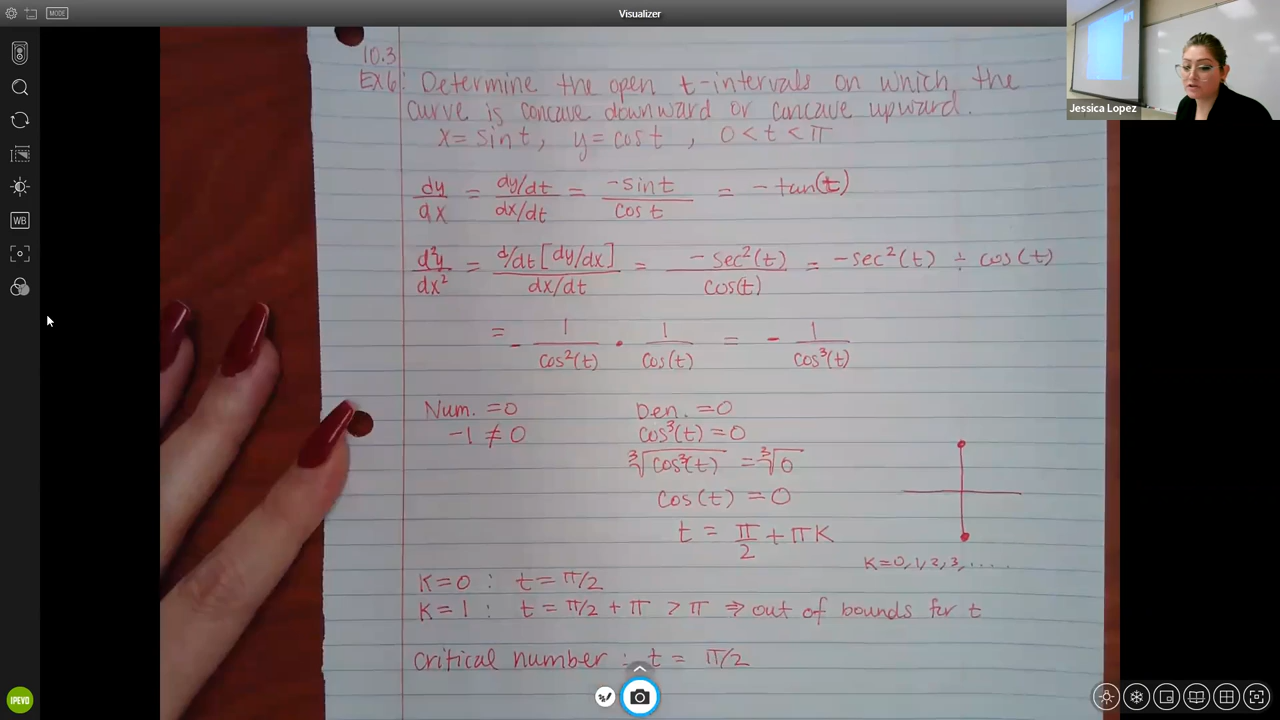 MODE
Visualizer
Jessica Lopez
WB
IPEVO
10.3
Ex6: Determine the open t-intervals on which the
curve is concave downward or concave upward.
x = sin t, y = cos t, 0 < t < π
dy/dx = (dy/dt)/(dx/dt) = (-sin t)/(cos t) = -tan(t)
d²y/dx² = (d/dt[dy/dx])/(dx/dt) = (-sec²(t))/(cos(t)) = -sec²(t) ÷ cos(t)
= - 1/cos²(t) • 1/cos(t) = - 1/cos³(t)
Num. = 0 Den. = 0
-1 ≠ 0 cos³(t) = 0
∛cos³(t) = ∛0
cos(t) = 0
t = π/2 + πK
K=0,1,2,3,.....
K=0 : t = π/2
K=1 : t = π/2 + π > π ⇒ out of bounds for t
critical number : t = π/2